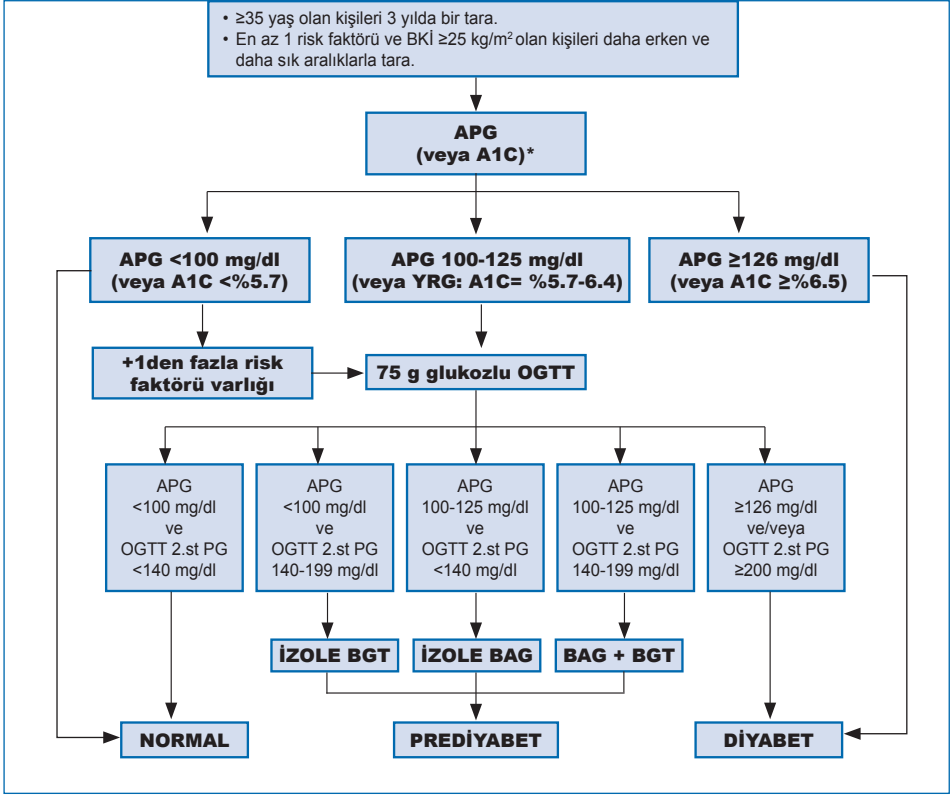 • ≥35 yaş olan kişileri 3 yılda bir tara.
• En az 1 risk faktörü ve BKİ ≥25 kg/m² olan kişileri daha erken ve
daha sık aralıklarla tara.
APG
(veya A1C)*
APG <100 mg/dl
(veya A1C <%5.7)
APG 100-125 mg/dl
(veya YRG: A1C= %5.7-6.4)
APG ≥126 mg/dl
(veya A1C ≥%6.5)
+1den fazla risk
faktörü varlığı
75 g glukozlu OGTT
APG
<100 mg/dl
ve
OGTT 2.st PG
<140 mg/dl
APG
<100 mg/dl
ve
OGTT 2.st PG
140-199 mg/dl
APG
100-125 mg/dl
ve
OGTT 2.st PG
<140 mg/dl
APG
100-125 mg/dl
ve
OGTT 2.st PG
140-199 mg/dl
APG
≥126 mg/dl
ve/veya
OGTT 2.st PG
≥200 mg/dl
İZOLE BGT
İZOLE BAG
BAG + BGT
NORMAL
PREDİYABET
DİYABET